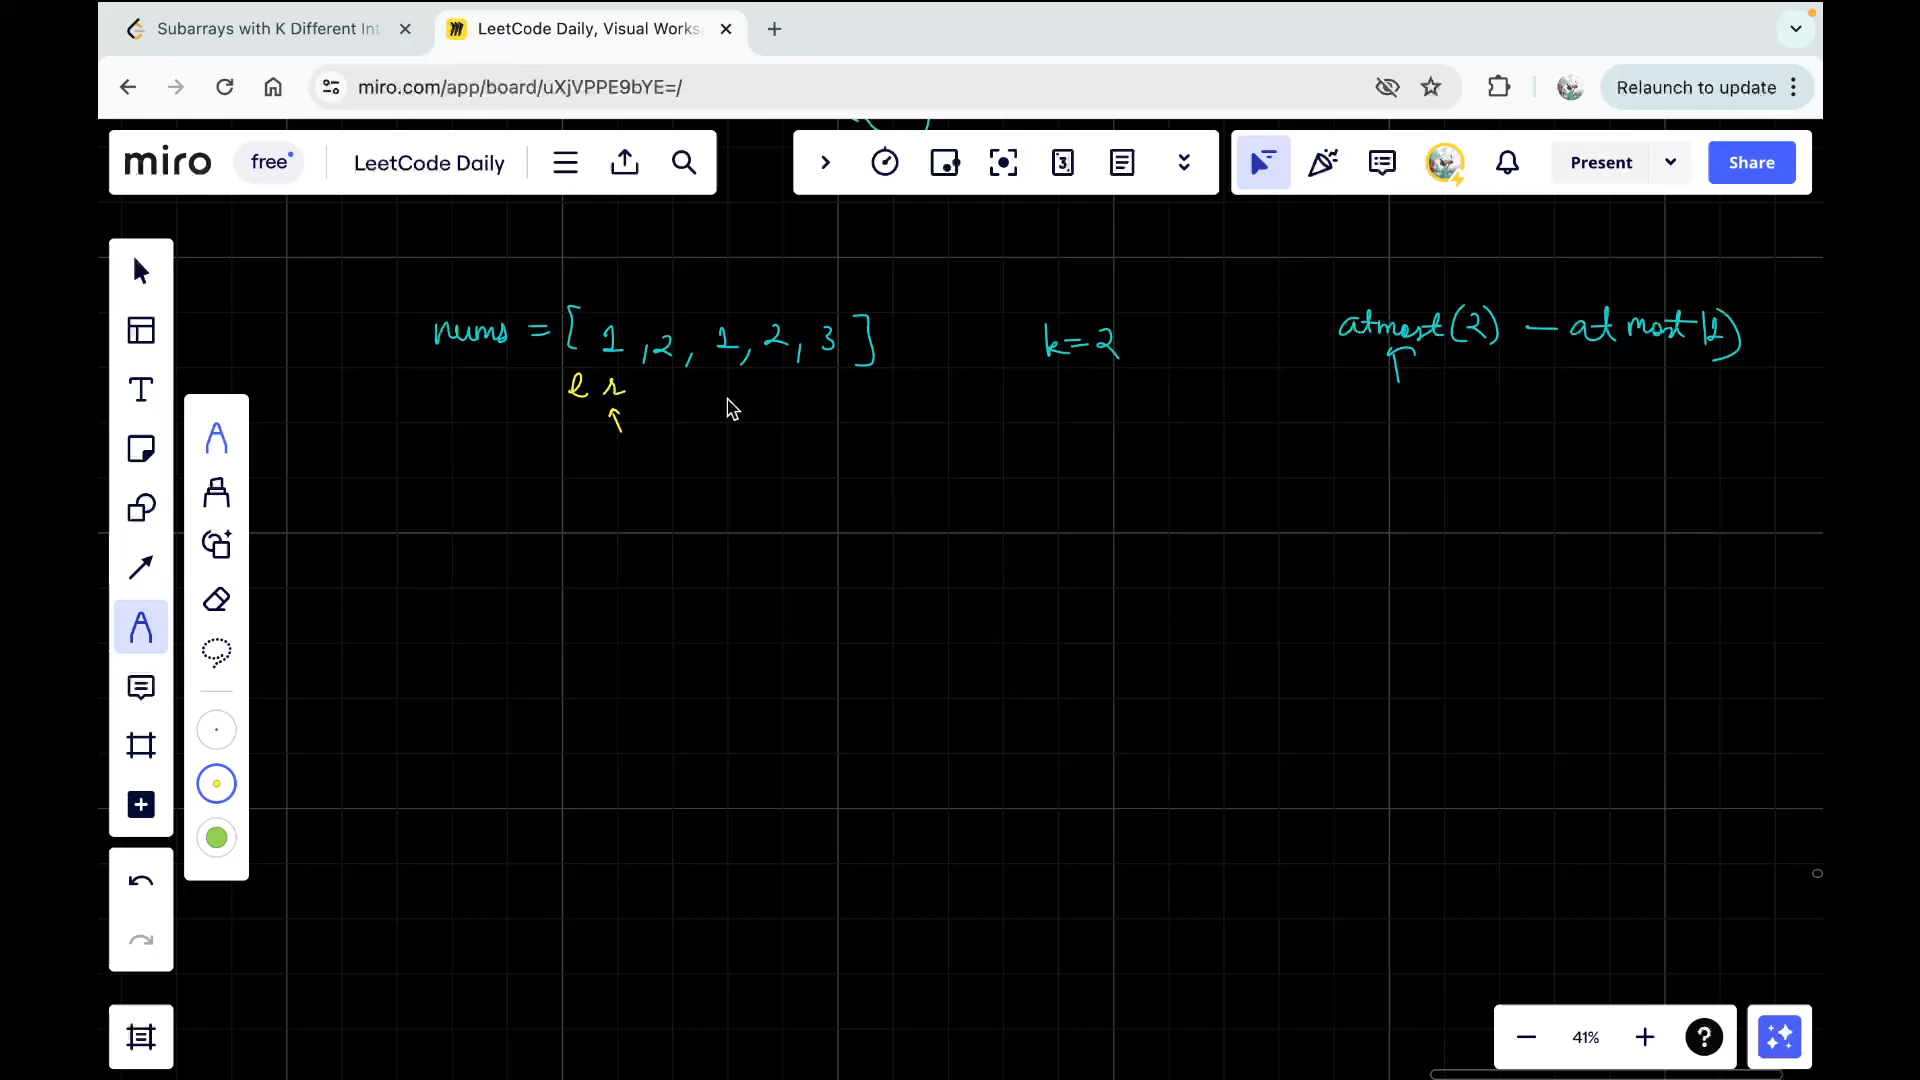 Subarrays with K Different Int
LeetCode Daily, Visual Works
miro.com/app/board/uXjVPPE9bYE=/
Relaunch to update
miro free LeetCode Daily
3
Present
Share
nums = [ 1 , 2 , 1 , 2 , 3 ] k = 2 atmost(2) - at most(1)
l r
41%
?